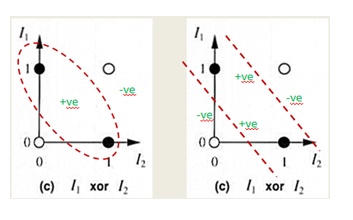 I₁
1
-ve
+ve
0
0 1 I₂
(c) I₁ xor I₂
I₁
1
+ve
-ve
-ve
+ve
0
0 1 I₂
(c) I₁ xor I₂